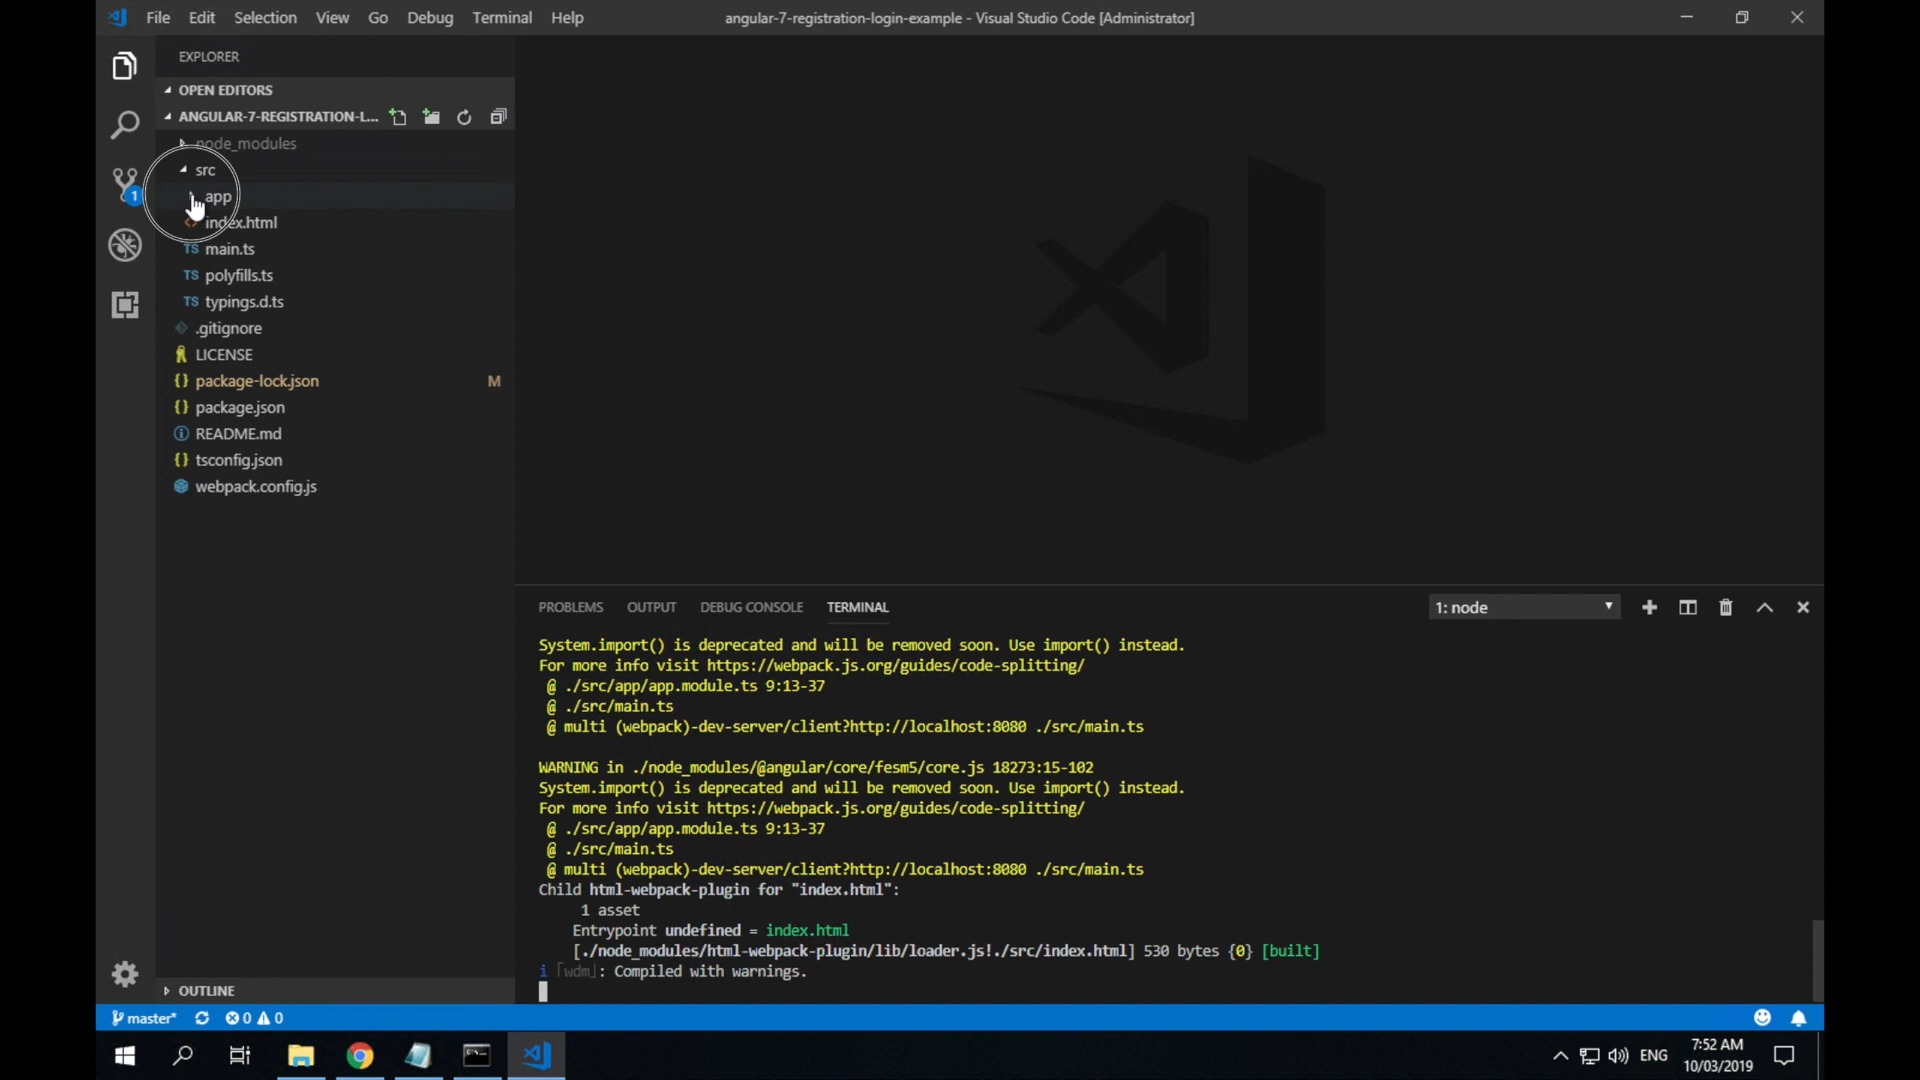 File Edit Selection View Go Debug Terminal Help
angular-7-registration-login-example - Visual Studio Code [Administrator]
EXPLORER
OPEN EDITORS
ANGULAR-7-REGISTRATION-L...
node_modules
src
app
<> index.html
TS main.ts
TS polyfills.ts
TS typings.d.ts
.gitignore
LICENSE
{} package-lock.json M
{} package.json
README.md
{} tsconfig.json
webpack.config.js
OUTLINE
1
PROBLEMS OUTPUT DEBUG CONSOLE TERMINAL
1: node
System.import() is deprecated and will be removed soon. Use import() instead.
For more info visit https://webpack.js.org/guides/code-splitting/
@ ./src/app/app.module.ts 9:13-37
@ ./src/main.ts
@ multi (webpack)-dev-server/client?http://localhost:8080 ./src/main.ts
WARNING in ./node_modules/@angular/core/fesm5/core.js 18273:15-102
System.import() is deprecated and will be removed soon. Use import() instead.
For more info visit https://webpack.js.org/guides/code-splitting/
@ ./src/app/app.module.ts 9:13-37
@ ./src/main.ts
@ multi (webpack)-dev-server/client?http://localhost:8080 ./src/main.ts
Child html-webpack-plugin for "index.html":
1 asset
Entrypoint undefined = index.html
[./node_modules/html-webpack-plugin/lib/loader.js!./src/index.html] 530 bytes {0} [built]
i ｢wdm｣: Compiled with warnings.
master* 0 0
ENG
7:52 AM
10/03/2019